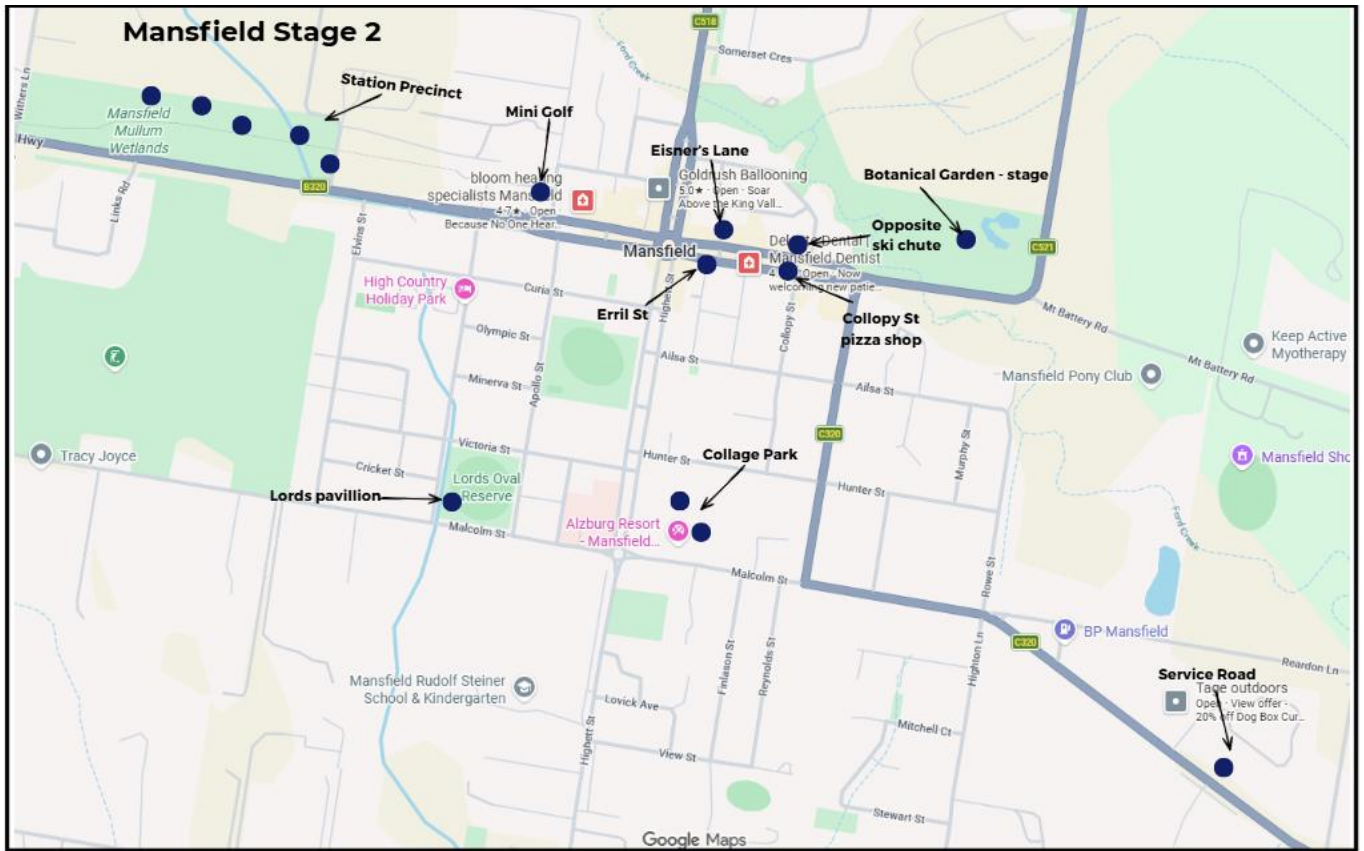 Mansfield Stage 2
C518
Somerset Cres
Ford Creek
Withers Ln
Station Precinct
Mansfield
Mullum
Wetlands
Hwy
Mini Golf
Eisner's Lane
Goldrush Ballooning
5.0★ · Open · Soar
Above the King Vall...
bloom hearing
specialists Mansfield
4.7★ · Open
Because No One Hear...
Botanical Garden - stage
B320
Links Rd
Elvins St
Opposite
ski chute
Mansfield
Mansfield Dentist
Open · Now
welcoming new patie...
C521
High Country
Holiday Park
Curia St
Highett St
Erril St
Collopy St
pizza shop
Collopy St
Mt Battery Rd
Olympic St
Keep Active
Myotherapy
Ailsa St
Mt Battery Rd
Minerva St
Apollo St
Mansfield Pony Club
Ailsa St
C320
Murphy St
Victoria St
Tracy Joyce
Hunter St
Collage Park
Mansfield Sho
Cricket St
Lords Oval
Reserve
Hunter St
Lords pavillion
Malcolm St
Alzburg Resort
- Mansfield...
Ford Creek
Malcolm St
Rowe St
BP Mansfield
C320
Reardon Ln
Finlason St
Reynolds St
Highton Ln
Mansfield Rudolf Steiner
School & Kindergarten
Service Road
Tage outdoors
Open · View offer -
20% off Dog Box Cur...
Lovick Ave
Highett St
Mitchell Ct
View St
Stewart St
Google Maps